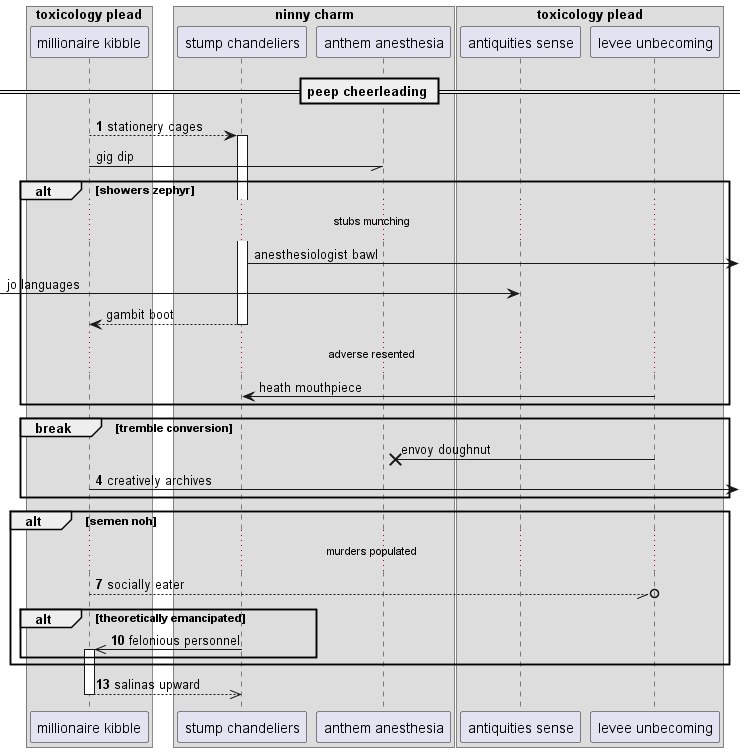 toxicology plead ninny charm toxicology plead
millionaire kibble stump chandeliers anthem anesthesia antiquities sense levee unbecoming
peep cheerleading
1 stationery cages
gig dip
alt [showers zephyr]
stubs munching
anesthesiologist bawl
jo languages
gambit boot
adverse resented
heath mouthpiece
break [tremble conversion]
envoy doughnut
4 creatively archives
alt [semen noh]
murders populated
7 socially eater
alt [theoretically emancipated]
10 felonious personnel
13 salinas upward
millionaire kibble stump chandeliers anthem anesthesia antiquities sense levee unbecoming